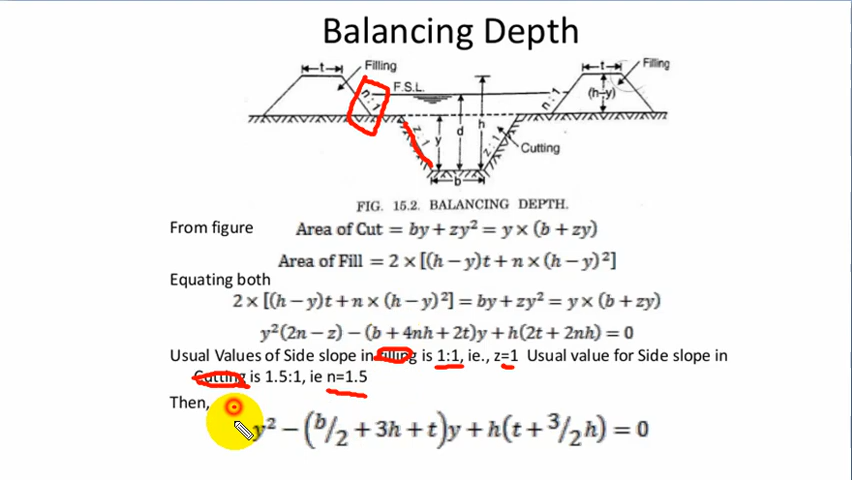 Balancing Depth
t Filling F.S.L. t Filling
n:1 n:1 (h-y)
z:1 y d h z:1 Cutting
b
FIG. 15.2. BALANCING DEPTH.
From figure Area of Cut = by + zy² = y × (b + zy)
Area of Fill = 2 × [(h − y)t + n × (h − y)²]
Equating both
2 × [(h − y)t + n × (h − y)²] = by + zy² = y × (b + zy)
y²(2n − z) − (b + 4nh + 2t)y + h(2t + 2nh) = 0
Usual Values of Side slope in filling is 1:1, ie., z=1 Usual value for Side slope in
Cutting is 1.5:1, ie n=1.5
Then,
y² − (b/2 + 3h + t)y + h(t + 3/2 h) = 0